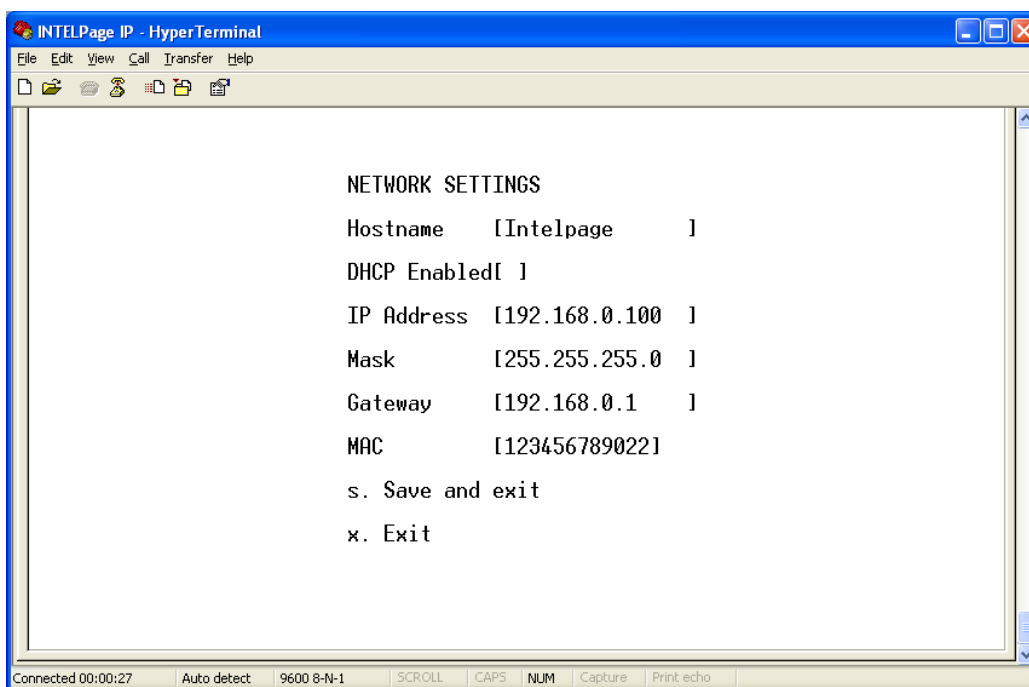 INTELPage IP - HyperTerminal
File Edit View Call Transfer Help
NETWORK SETTINGS
Hostname [Intelpage ]
DHCP Enabled[ ]
IP Address [192.168.0.100 ]
Mask [255.255.255.0 ]
Gateway [192.168.0.1 ]
MAC [123456789022]
s. Save and exit
x. Exit
Connected 00:00:27 Auto detect 9600 8-N-1 SCROLL CAPS NUM Capture Print echo